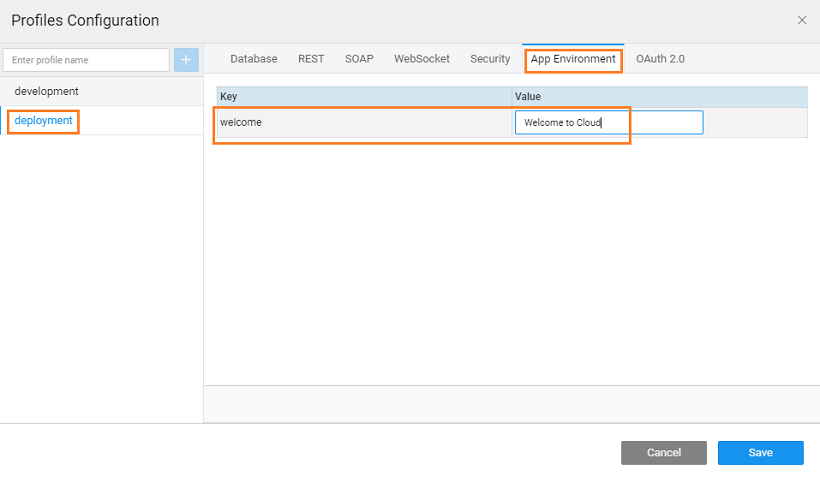 Profiles Configuration
Enter profile name
development
deployment
Database REST SOAP WebSocket Security App Environment OAuth 2.0
Key Value
welcome Welcome to Cloud
Cancel Save